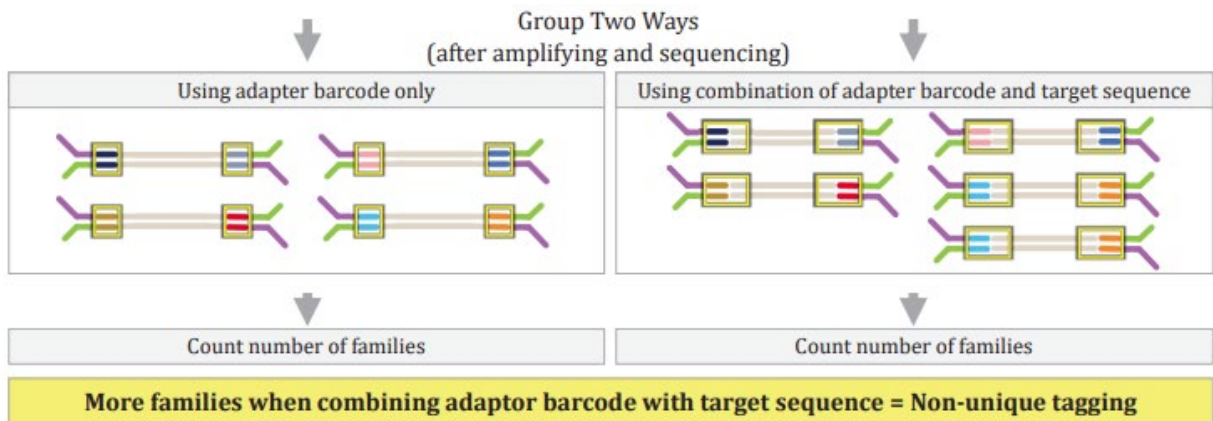 Group Two Ways
(after amplifying and sequencing)
Using adapter barcode only
Using combination of adapter barcode and target sequence
Count number of families
Count number of families
More families when combining adaptor barcode with target sequence = Non-unique tagging